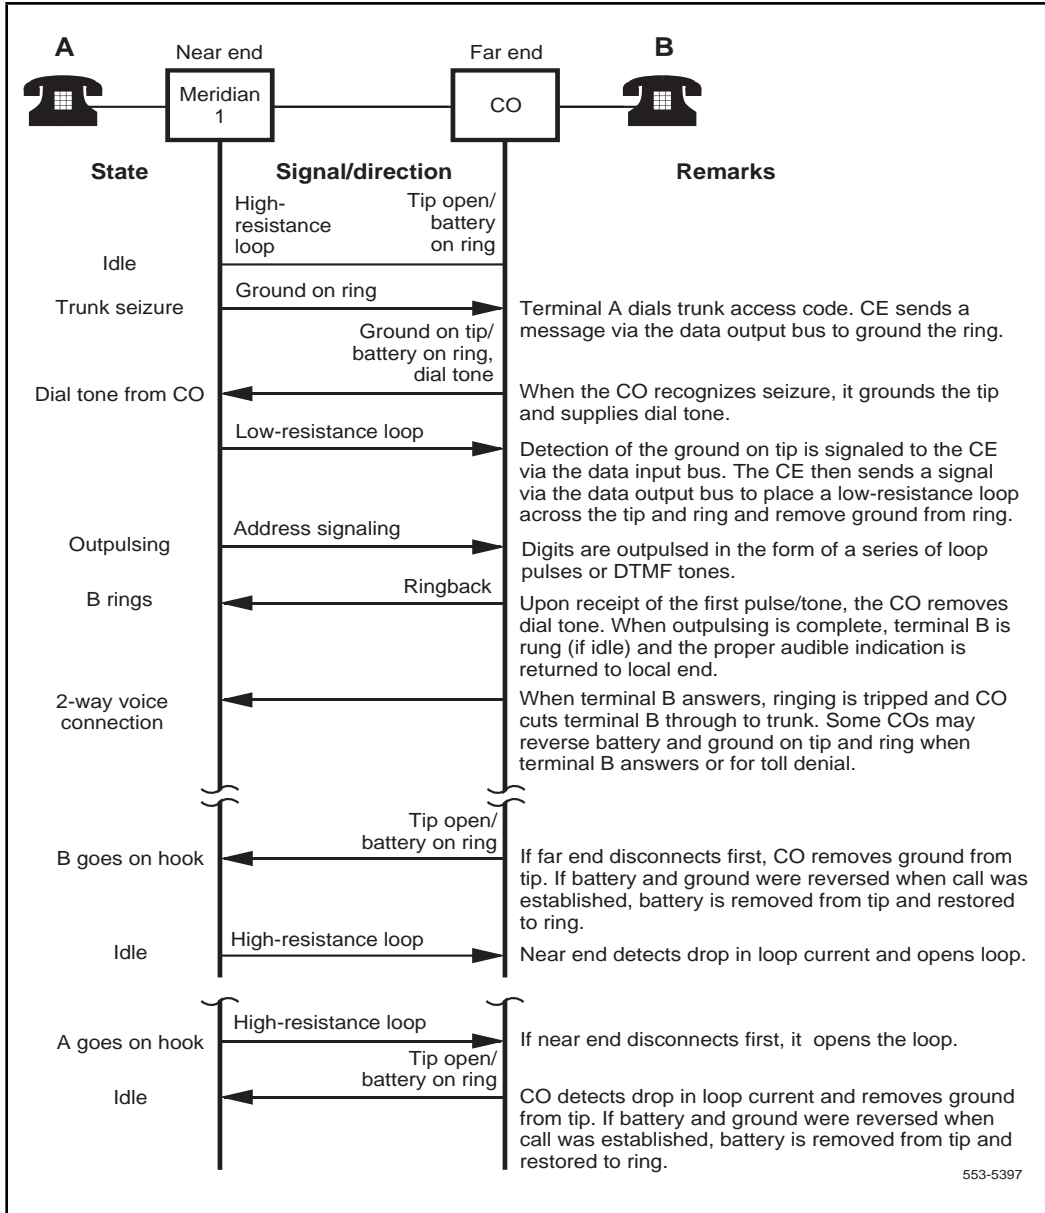 A
Near end
Far end
B
Meridian
1
CO
State
Signal/direction
Remarks
High-
resistance
loop
Tip open/
battery
on ring
Idle
Ground on ring
Trunk seizure
Terminal A dials trunk access code. CE sends a
message via the data output bus to ground the ring.
Ground on tip/
battery on ring,
dial tone
Dial tone from CO
When the CO recognizes seizure, it grounds the tip
and supplies dial tone.
Low-resistance loop
Detection of the ground on tip is signaled to the CE
via the data input bus. The CE then sends a signal
via the data output bus to place a low-resistance loop
across the tip and ring and remove ground from ring.
Address signaling
Outpulsing
Digits are outpulsed in the form of a series of loop
pulses or DTMF tones.
Ringback
B rings
Upon receipt of the first pulse/tone, the CO removes
dial tone. When outpulsing is complete, terminal B is
rung (if idle) and the proper audible indication is
returned to local end.
2-way voice
connection
When terminal B answers, ringing is tripped and CO
cuts terminal B through to trunk. Some COs may
reverse battery and ground on tip and ring when
terminal B answers or for toll denial.
Tip open/
battery on ring
B goes on hook
If far end disconnects first, CO removes ground from
tip. If battery and ground were reversed when call was
established, battery is removed from tip and restored
to ring.
High-resistance loop
Idle
Near end detects drop in loop current and opens loop.
High-resistance loop
A goes on hook
If near end disconnects first, it opens the loop.
Tip open/
battery on ring
Idle
CO detects drop in loop current and removes ground
from tip. If battery and ground were reversed when
call was established, battery is removed from tip and
restored to ring.
553-5397